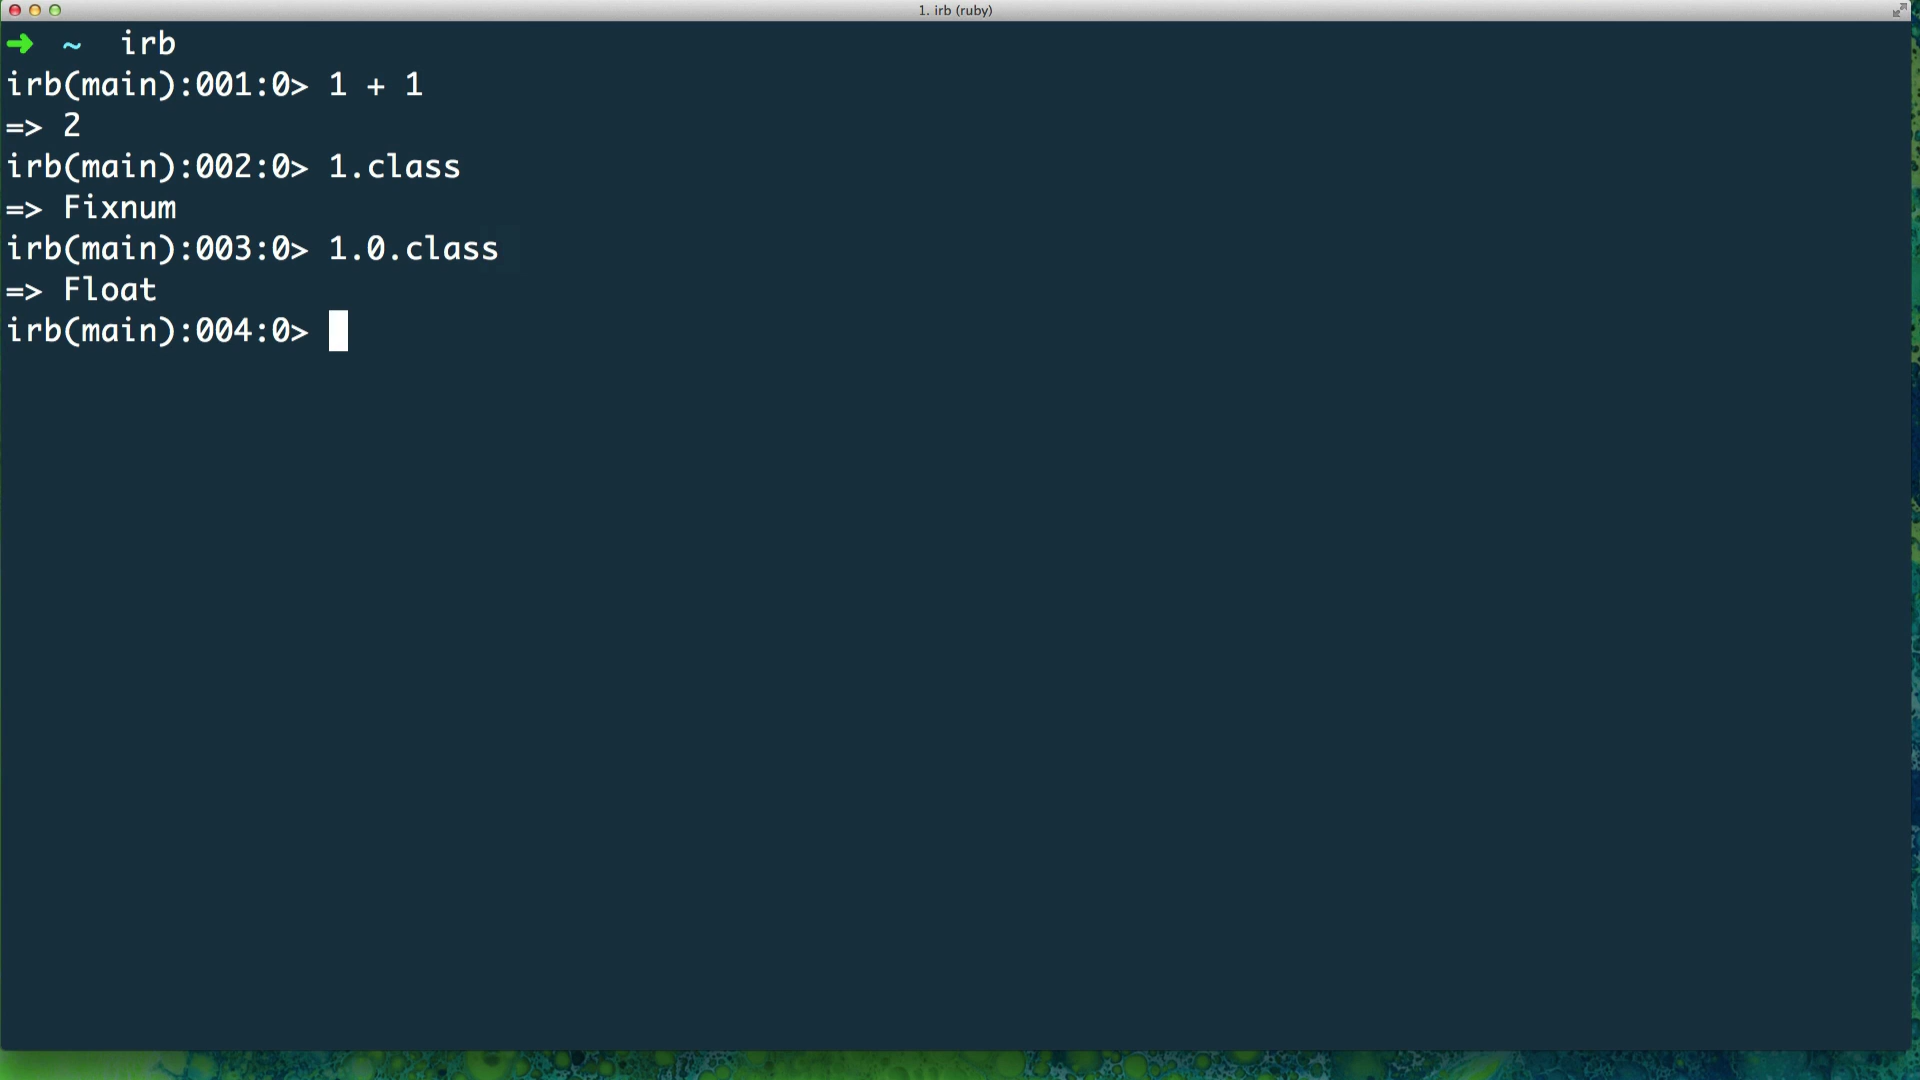 1. irb (ruby)
➜ ~ irb
irb(main):001:0> 1 + 1
=> 2
irb(main):002:0> 1.class
=> Fixnum
irb(main):003:0> 1.0.class
=> Float
irb(main):004:0>